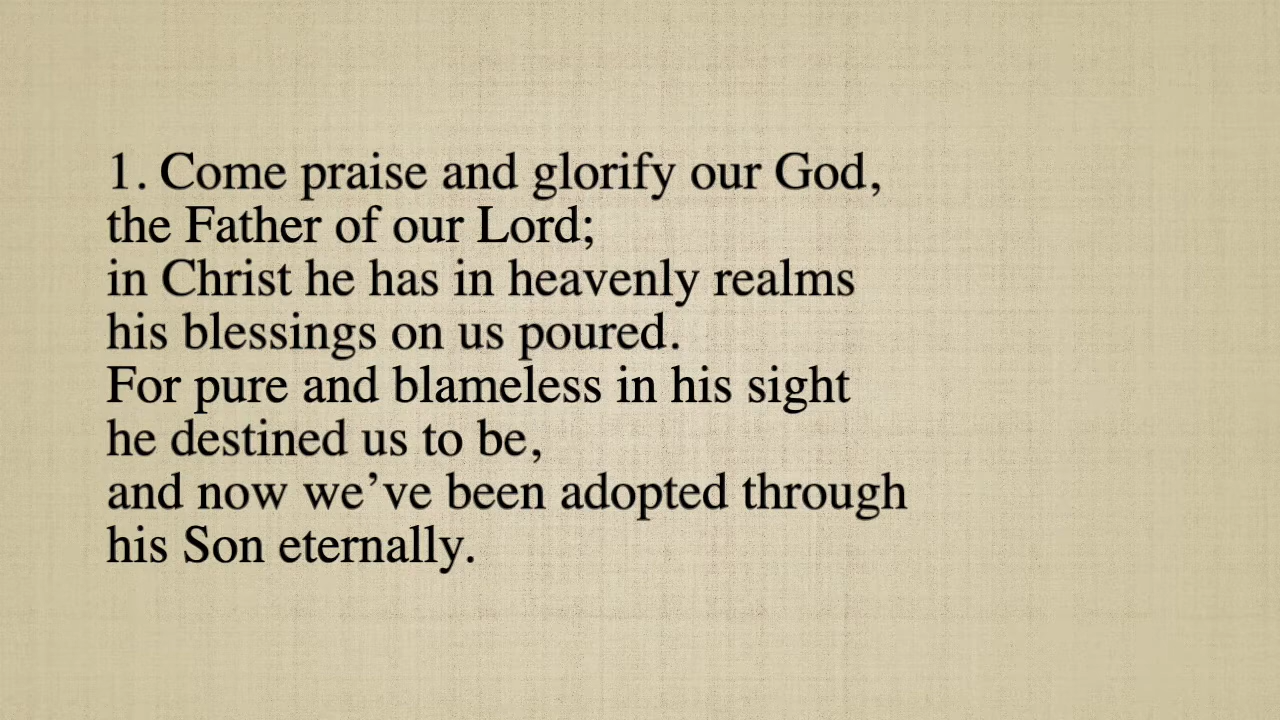 1. Come praise and glorify our God,
the Father of our Lord;
in Christ he has in heavenly realms
his blessings on us poured.
For pure and blameless in his sight
he destined us to be,
and now we’ve been adopted through
his Son eternally.